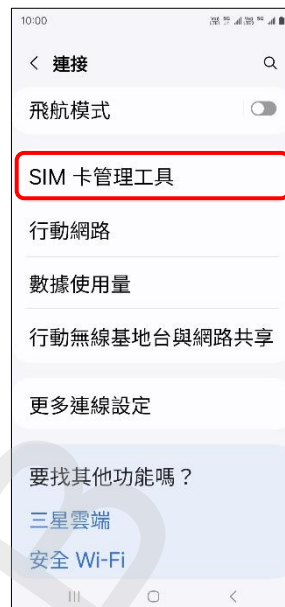 10:00
連接
飛航模式
SIM 卡管理工具
行動網路
數據使用量
行動無線基地台與網路共享
更多連線設定
要找其他功能嗎？
三星雲端
安全 Wi-Fi